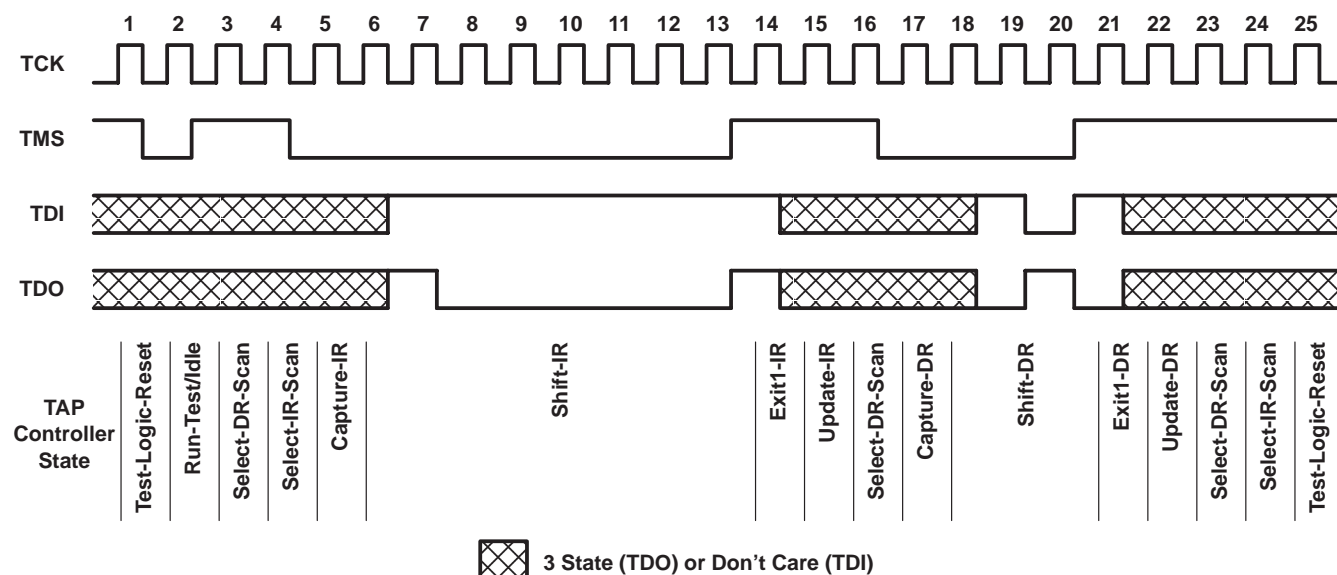 1 2 3 4 5 6 7 8 9 10 11 12 13 14 15 16 17 18 19 20 21 22 23 24 25
TCK
TMS
TDI
TDO
TAP
Controller
State
Test-Logic-Reset
Run-Test/Idle
Select-DR-Scan
Select-IR-Scan
Capture-IR
Shift-IR
Exit1-IR
Update-IR
Select-DR-Scan
Capture-DR
Shift-DR
Exit1-DR
Update-DR
Select-DR-Scan
Select-IR-Scan
Test-Logic-Reset
3 State (TDO) or Don't Care (TDI)